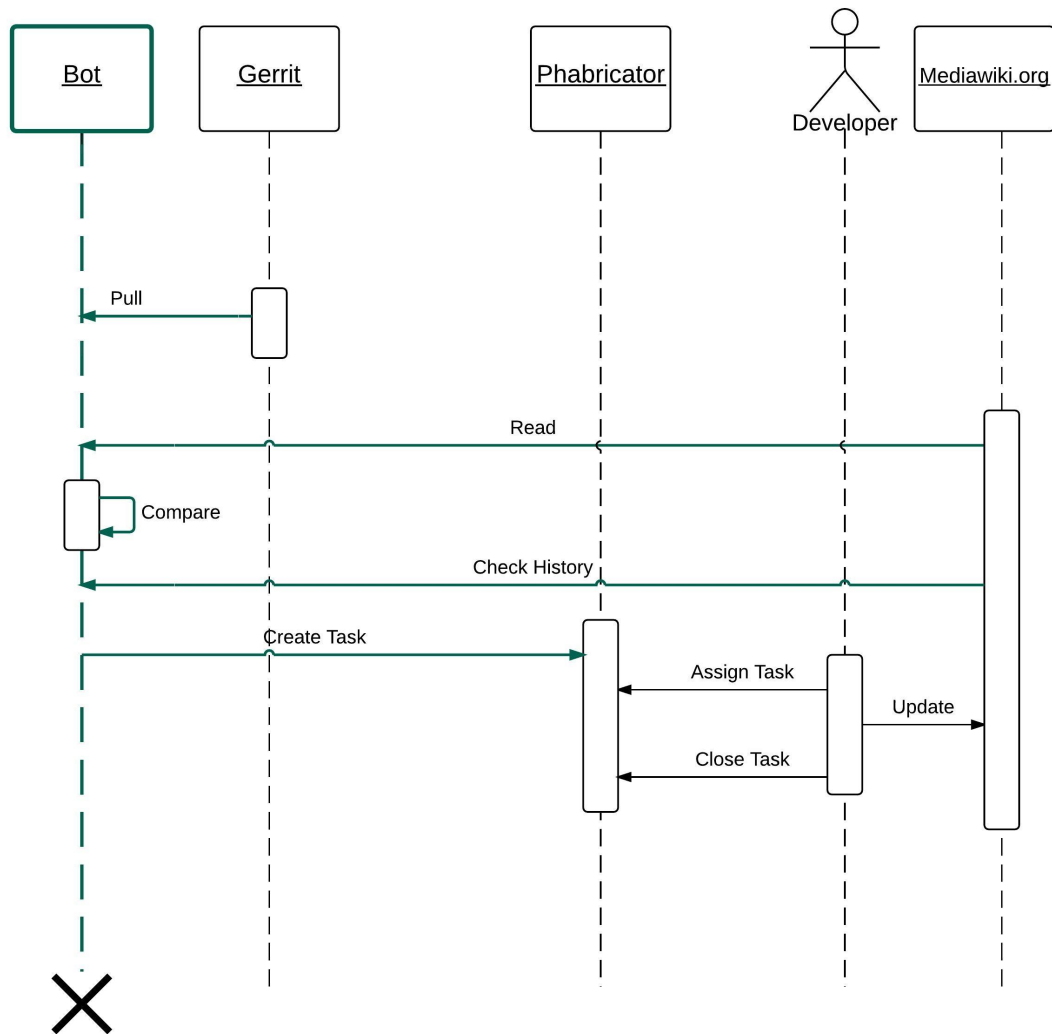 Bot
Gerrit
Phabricator
Developer
Mediawiki.org
Pull
Read
Compare
Check History
Create Task
Assign Task
Update
Close Task